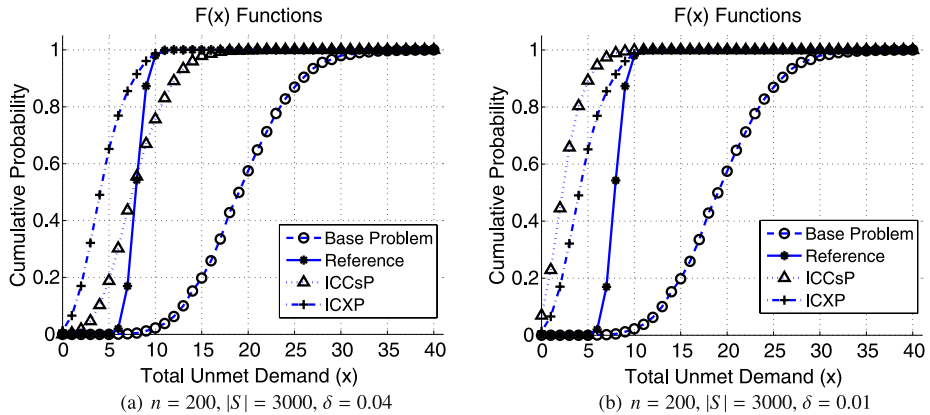 F(x) Functions
Cumulative Probability
1
0.8
0.6
0.4
0.2
0
0 5 10 15 20 25 30 35 40
Total Unmet Demand (x)
Base Problem
Reference
ICCsP
ICXP
(a) n = 200, |S| = 3000, δ = 0.04
F(x) Functions
Cumulative Probability
1
0.8
0.6
0.4
0.2
0
0 5 10 15 20 25 30 35 40
Total Unmet Demand (x)
Base Problem
Reference
ICCsP
ICXP
(b) n = 200, |S| = 3000, δ = 0.01